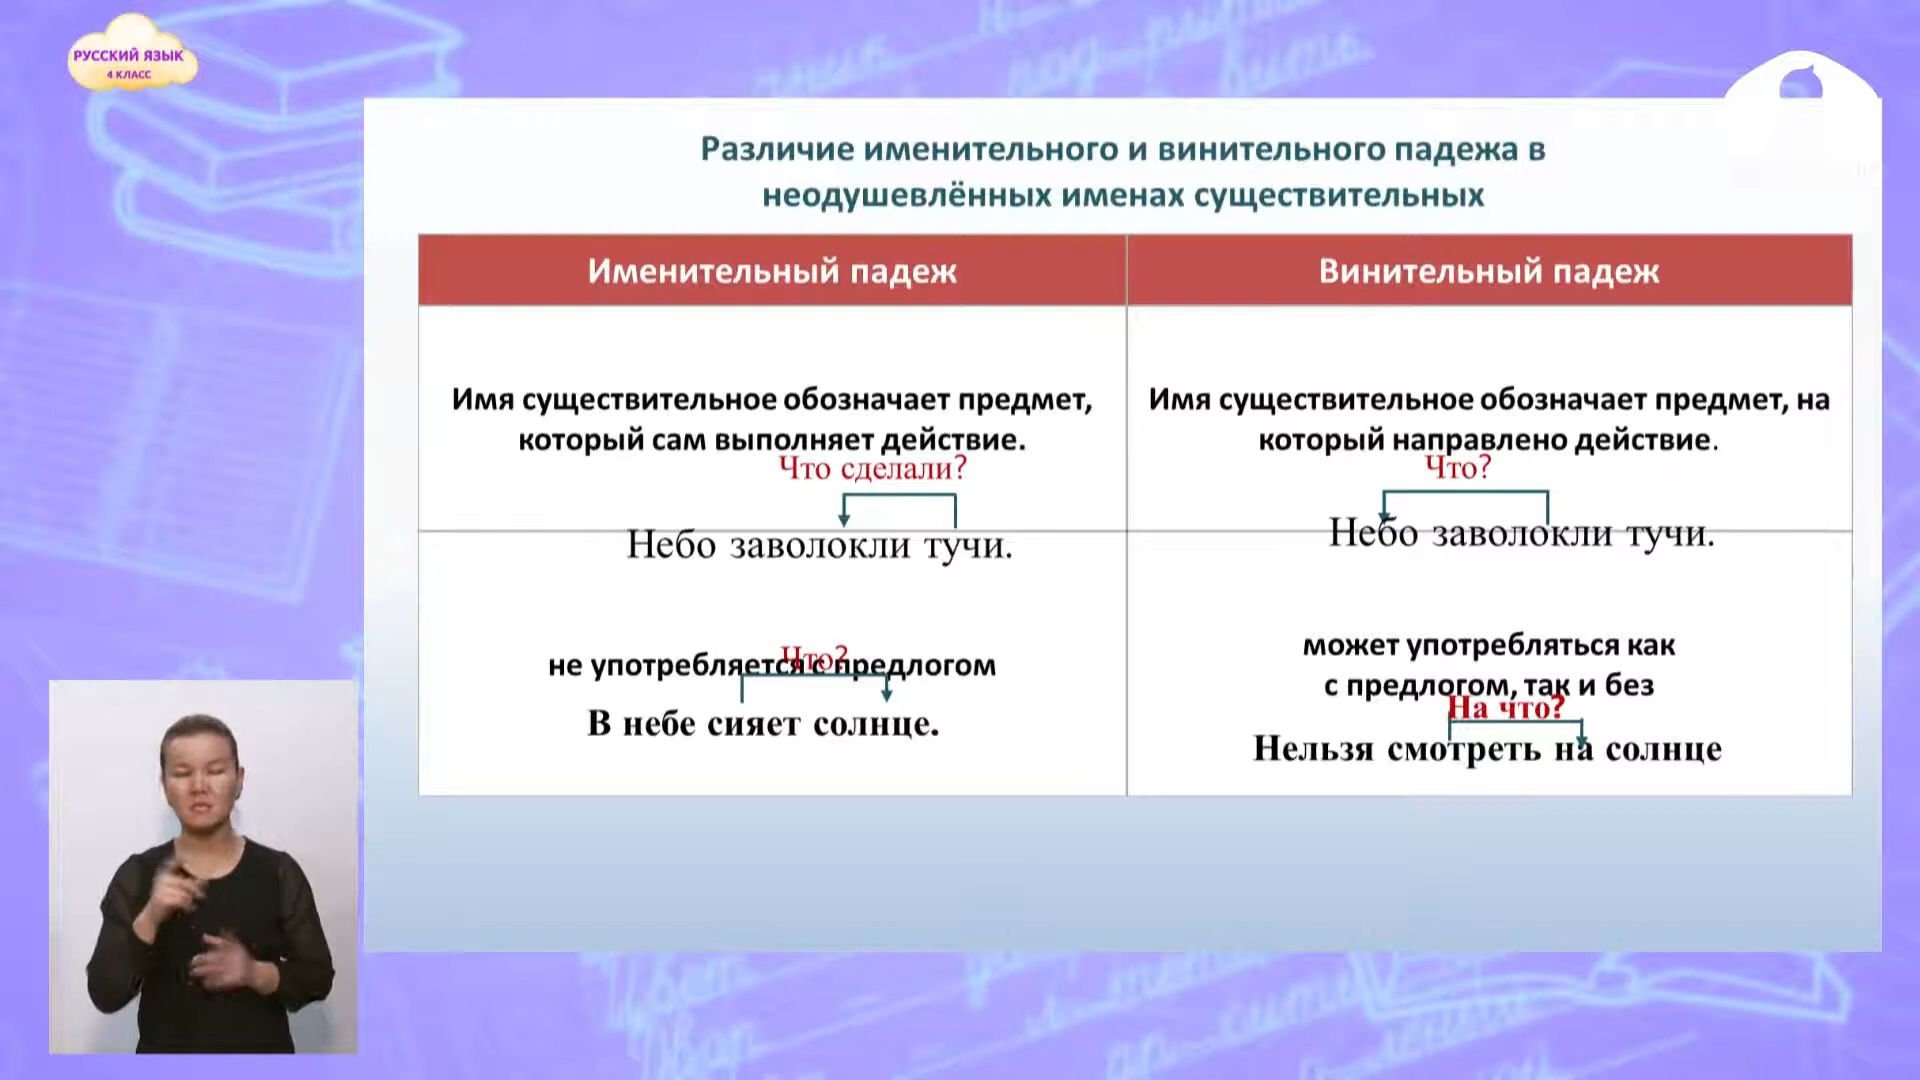 РУССКИЙ ЯЗЫК
4 КЛАСС
Различие именительного и винительного падежа в
неодушевлённых именах существительных
Именительный падеж
Винительный падеж
Имя существительное обозначает предмет,
который сам выполняет действие.
Что сделали?
Небо заволокли тучи.
Имя существительное обозначает предмет, на
который направлено действие.
Что?
Небо заволокли тучи.
не употребляется с предлогом
Что?
В небе сияет солнце.
может употребляться как
с предлогом, так и без
На что?
Нельзя смотреть на солнце